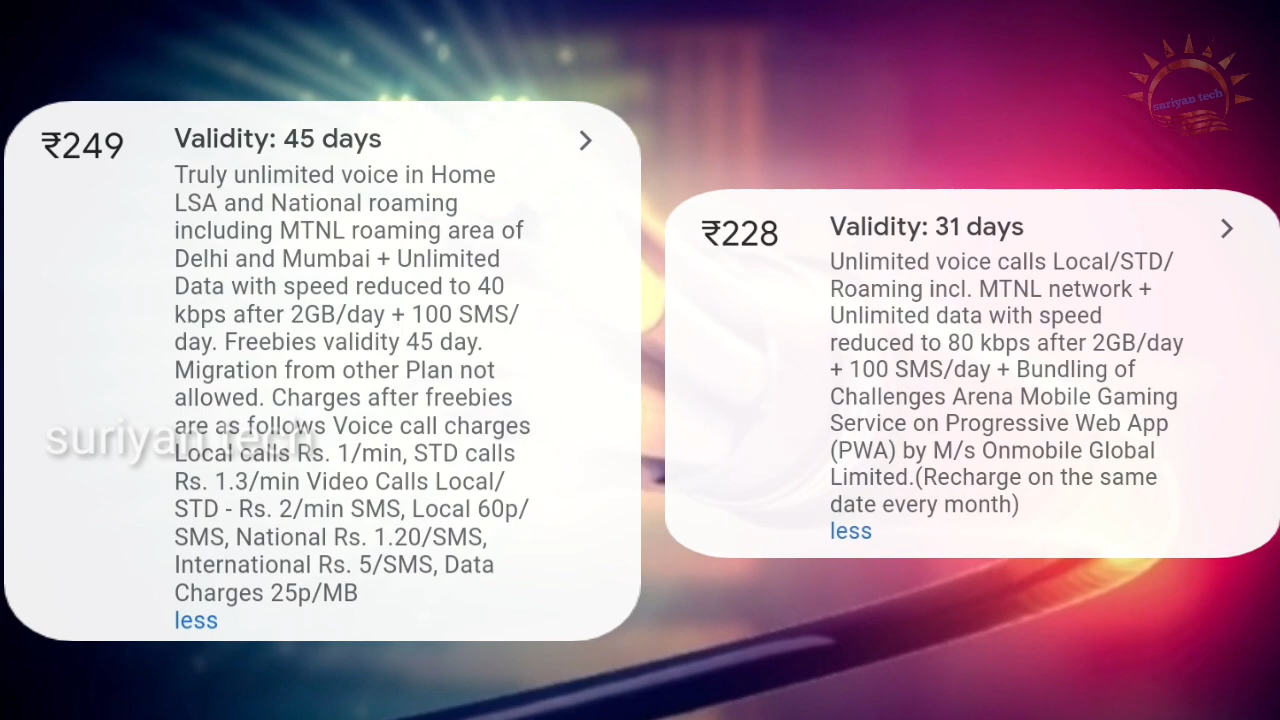 suriyan tech
₹249
Validity: 45 days
Truly unlimited voice in Home
LSA and National roaming
including MTNL roaming area of
Delhi and Mumbai + Unlimited
Data with speed reduced to 40
kbps after 2GB/day + 100 SMS/
day. Freebies validity 45 day.
Migration from other Plan not
allowed. Charges after freebies
are as follows Voice call charges
Local calls Rs. 1/min, STD calls
Rs. 1.3/min Video Calls Local/
STD - Rs. 2/min SMS, Local 60p/
SMS, National Rs. 1.20/SMS,
International Rs. 5/SMS, Data
Charges 25p/MB
less
suriyan tech
₹228
Validity: 31 days
Unlimited voice calls Local/STD/
Roaming incl. MTNL network +
Unlimited data with speed
reduced to 80 kbps after 2GB/day
+ 100 SMS/day + Bundling of
Challenges Arena Mobile Gaming
Service on Progressive Web App
(PWA) by M/s Onmobile Global
Limited.(Recharge on the same
date every month)
less